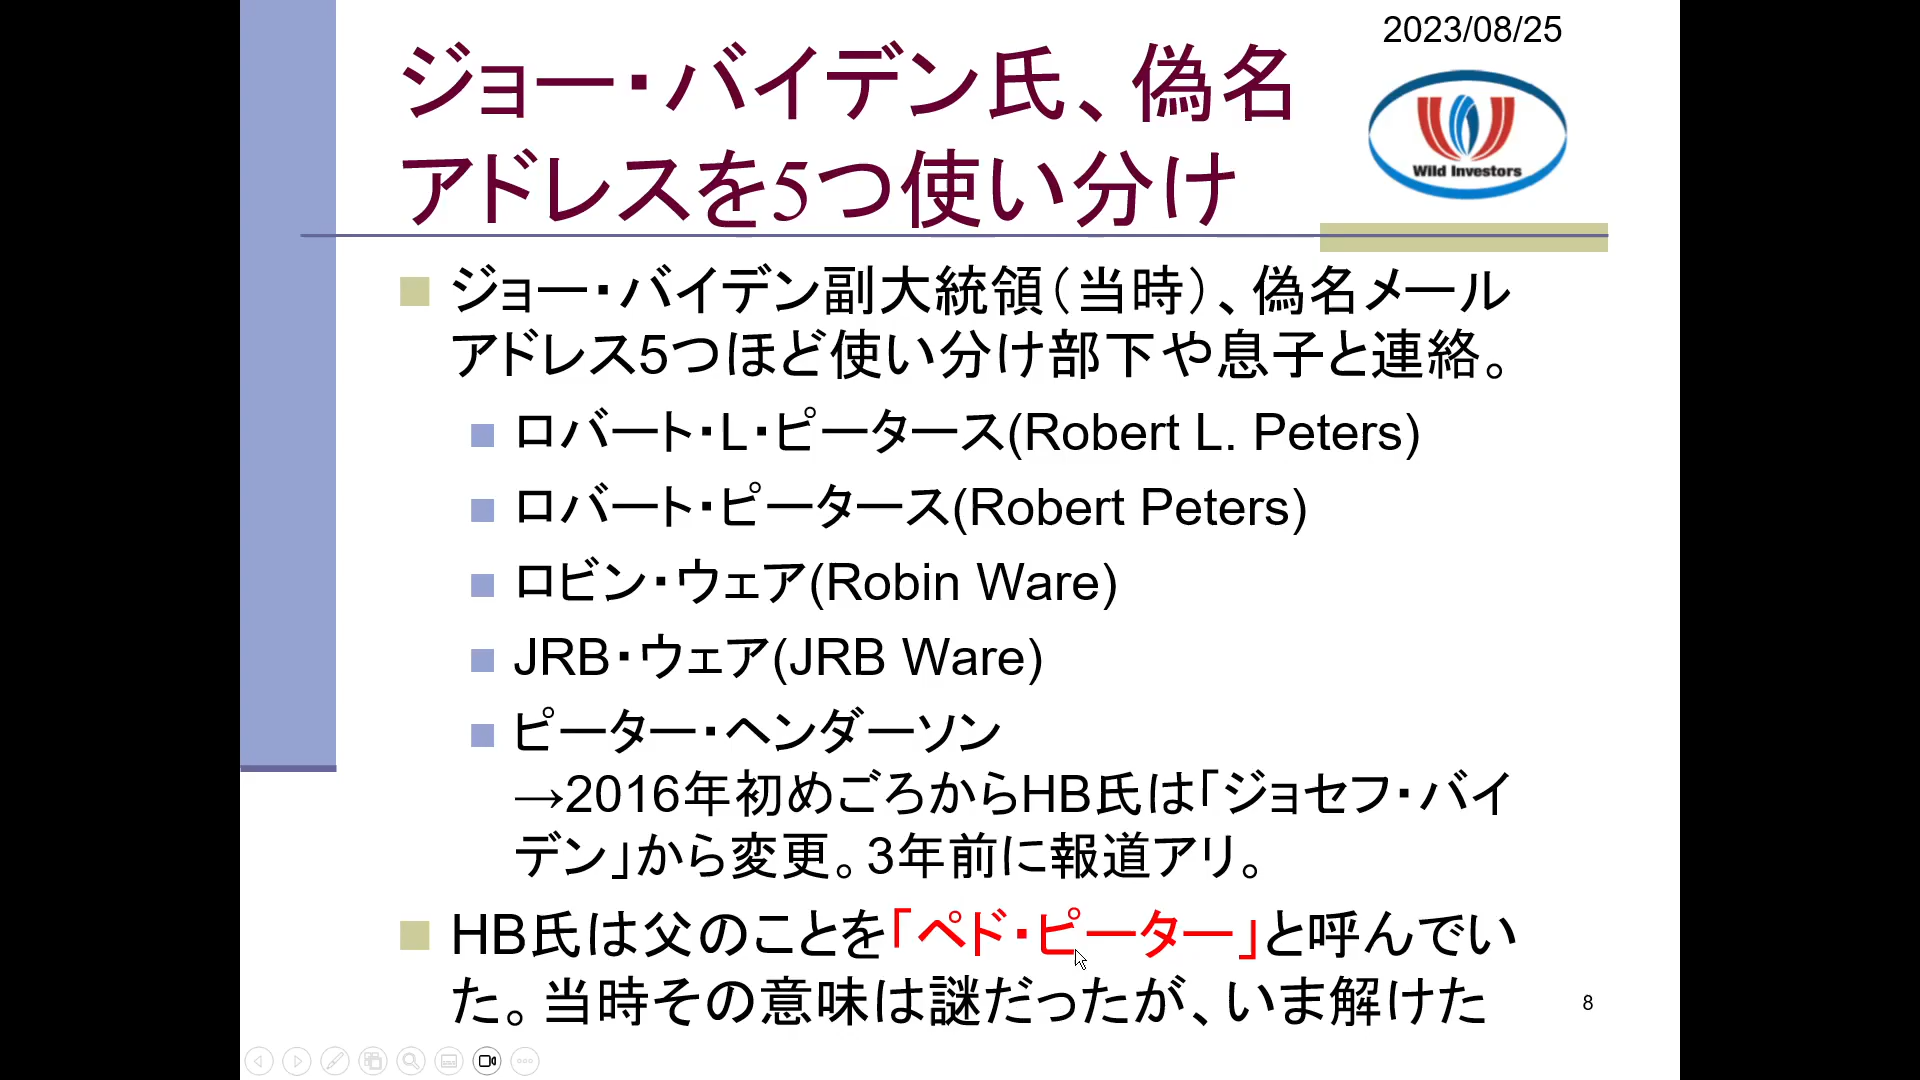 2023/08/25
ジョー・バイデン氏、偽名
アドレスを5つ使い分け
Wild Investors
ジョー・バイデン副大統領（当時）、偽名メール
アドレス5つほど使い分け部下や息子と連絡。
ロバート・L・ピータース(Robert L. Peters)
ロバート・ピータース(Robert Peters)
ロビン・ウェア(Robin Ware)
JRB・ウェア(JRB Ware)
ピーター・ヘンダーソン
→2016年初めごろからHB氏は「ジョセフ・バイ
デン」から変更。3年前に報道アリ。
HB氏は父のことを「ペド・ピーター」と呼んでい
た。当時その意味は謎だったが、いま解けた
8